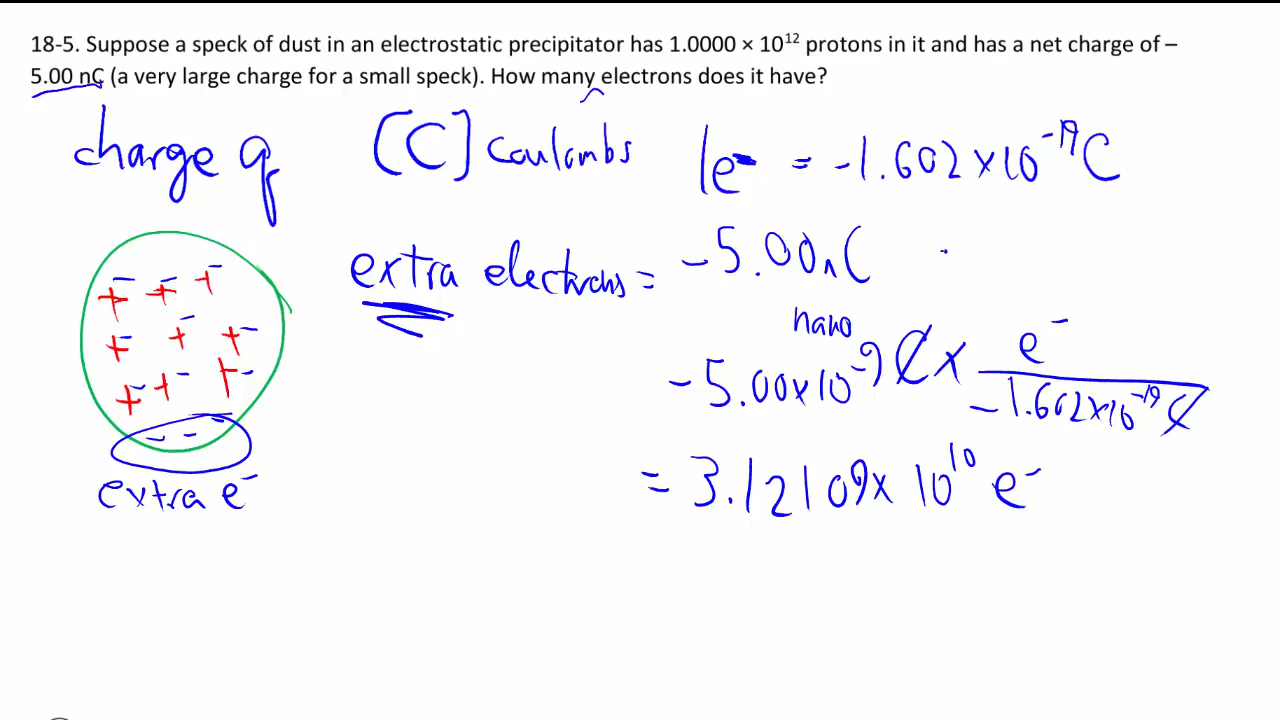 18-5. Suppose a speck of dust in an electrostatic precipitator has 1.0000 × 10¹² protons in it and has a net charge of –
5.00 nC (a very large charge for a small speck). How many electrons does it have?
charge q [C] coulombs 1e⁻ = -1.602×10⁻¹⁹C
extra electrons = -5.00nC
nano
-5.00×10⁻⁹ C × e⁻ / -1.602×10⁻¹⁹ C
= 3.12109× 10¹⁰ e⁻
+ - + - + -
+ - + - + -
+ - + - + -
- - -
extra e⁻